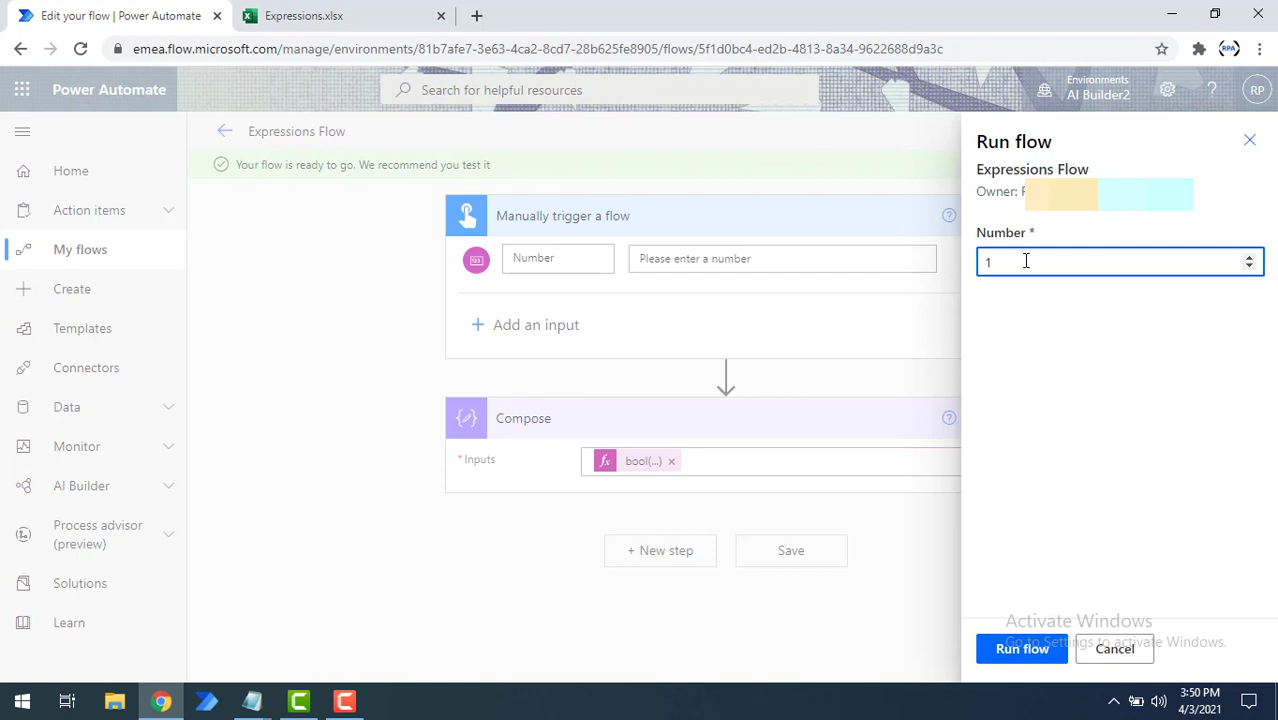 Edit your flow | Power Automate
Expressions.xlsx
emea.flow.microsoft.com/manage/environments/81b7afe7-3e63-4ca2-8cd7-28b625fe8905/flows/5f1d0bc4-ed2b-4813-8a34-9622688d9a3c
RPA
Power Automate
Search for helpful resources
Environments
AI Builder2
RP
Expressions Flow
Your flow is ready to go. We recommend you test it
Home
Action items
My flows
Create
Templates
Connectors
Data
Monitor
AI Builder
Process advisor
(preview)
Solutions
Learn
Manually trigger a flow
123
Number
Please enter a number
Add an input
Compose
* Inputs
fx bool(...)
+ New step
Save
Run flow
Expressions Flow
Owner:
Number *
1
Activate Windows
Go to Settings to activate Windows.
Run flow
Cancel
3:50 PM
4/3/2021